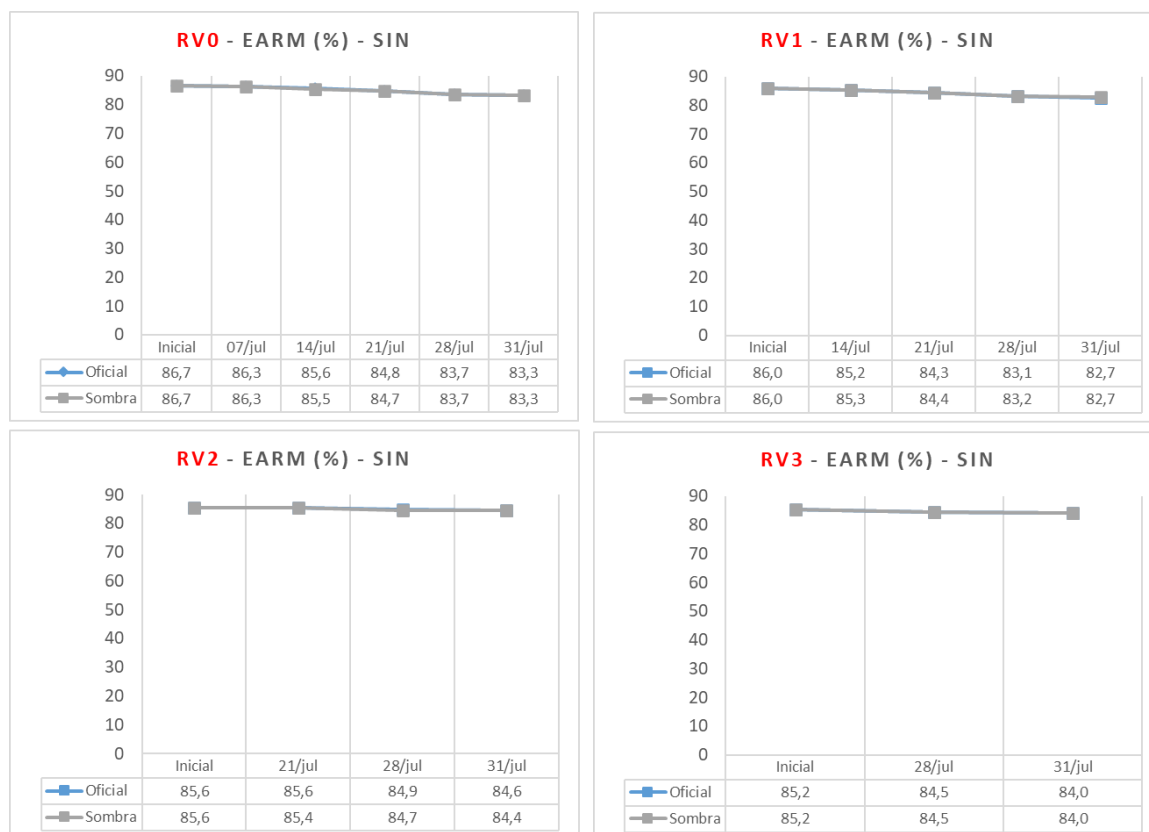 RV0 - EARM (%) - SIN
90
80
70
60
50
40
30
20
10
0
Inicial 07/jul 14/jul 21/jul 28/jul 31/jul
Oficial 86,7 86,3 85,6 84,8 83,7 83,3
Sombra 86,7 86,3 85,5 84,7 83,7 83,3
RV1 - EARM (%) - SIN
90
80
70
60
50
40
30
20
10
0
Inicial 14/jul 21/jul 28/jul 31/jul
Oficial 86,0 85,2 84,3 83,1 82,7
Sombra 86,0 85,3 84,4 83,2 82,7
RV2 - EARM (%) - SIN
90
80
70
60
50
40
30
20
10
0
Inicial 21/jul 28/jul 31/jul
Oficial 85,6 85,6 84,9 84,6
Sombra 85,6 85,4 84,7 84,4
RV3 - EARM (%) - SIN
90
80
70
60
50
40
30
20
10
0
Inicial 28/jul 31/jul
Oficial 85,2 84,5 84,0
Sombra 85,2 84,5 84,0